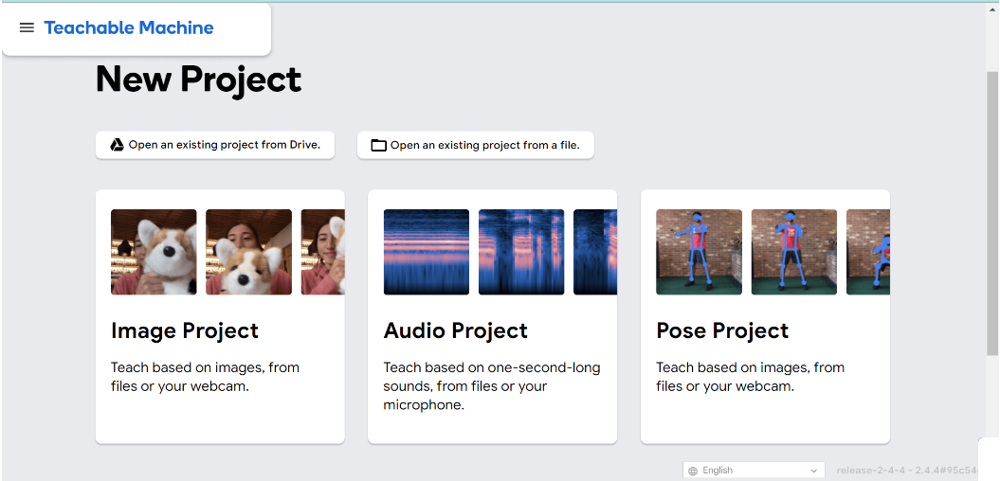 Teachable Machine
New Project
Open an existing project from Drive.
Open an existing project from a file.
Image Project
Teach based on images, from
files or your webcam.
Audio Project
Teach based on one-second-long
sounds, from files or your
microphone.
Pose Project
Teach based on images, from
files or your webcam.
English
release-2-4-4 - 2.4.4#95c54